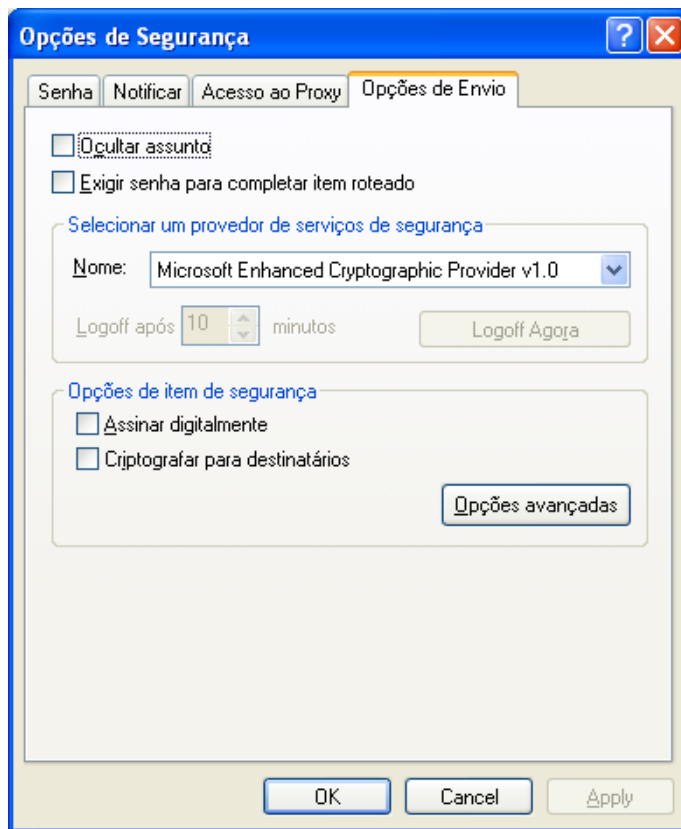 Opções de Segurança
Senha Notificar Acesso ao Proxy Opções de Envio
Ocultar assunto
Exigir senha para completar item roteado
Selecionar um provedor de serviços de segurança
Nome: Microsoft Enhanced Cryptographic Provider v1.0
Logoff após 10 minutos Logoff Agora
Opções de item de segurança
Assinar digitalmente
Criptografar para destinatários
Opções avançadas
OK Cancel Apply